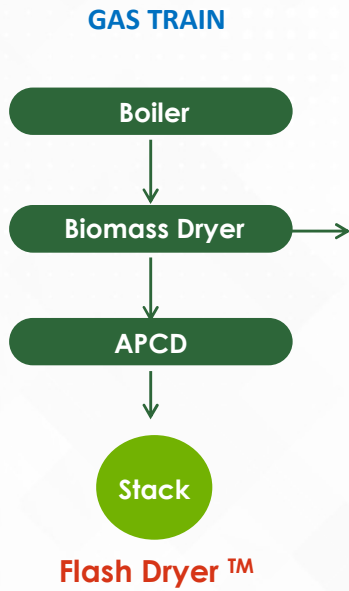 GAS TRAIN
Boiler
Biomass Dryer
APCD
Stack
Flash Dryer ™